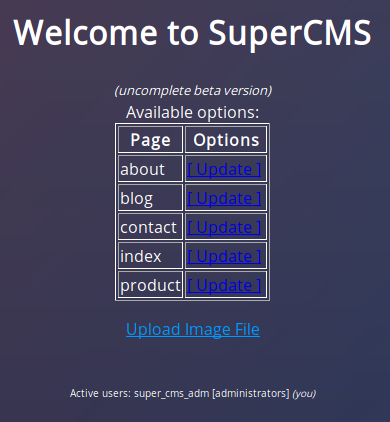 Welcome to SuperCMS
(uncomplete beta version)
Available options:
Page Options
about [ Update ]
blog [ Update ]
contact [ Update ]
index [ Update ]
product [ Update ]
Upload Image File
Active users: super_cms_adm [administrators] (you)